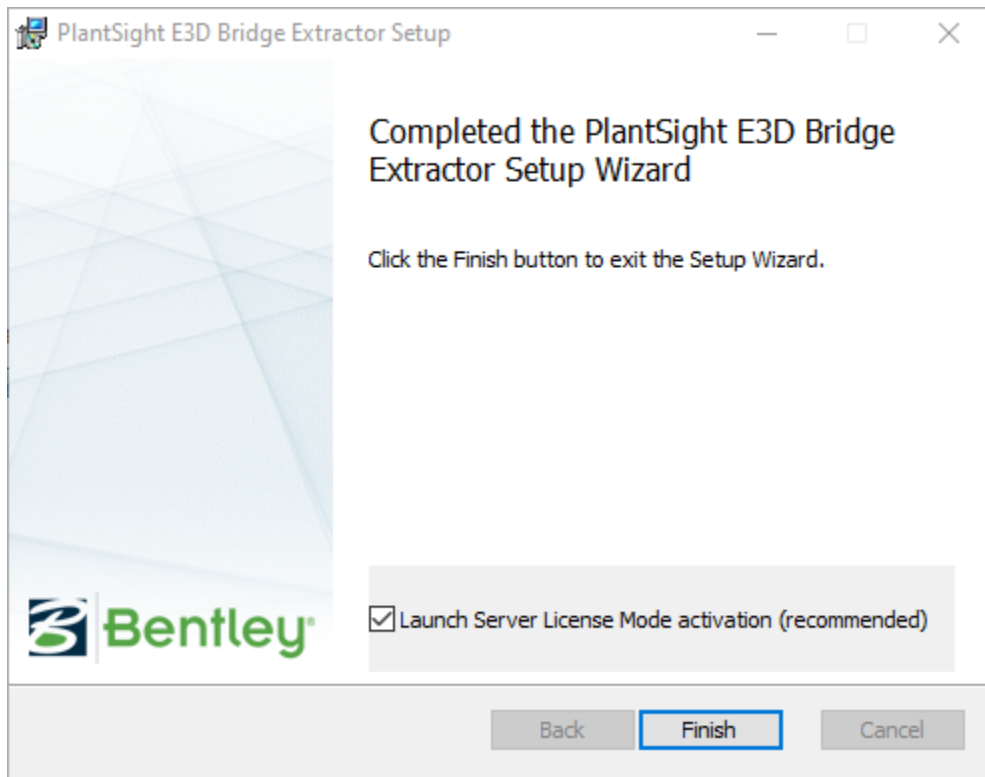 PlantSight E3D Bridge Extractor Setup
Completed the PlantSight E3D Bridge
Extractor Setup Wizard
Click the Finish button to exit the Setup Wizard.
Bentley
Launch Server License Mode activation (recommended)
Back
Finish
Cancel